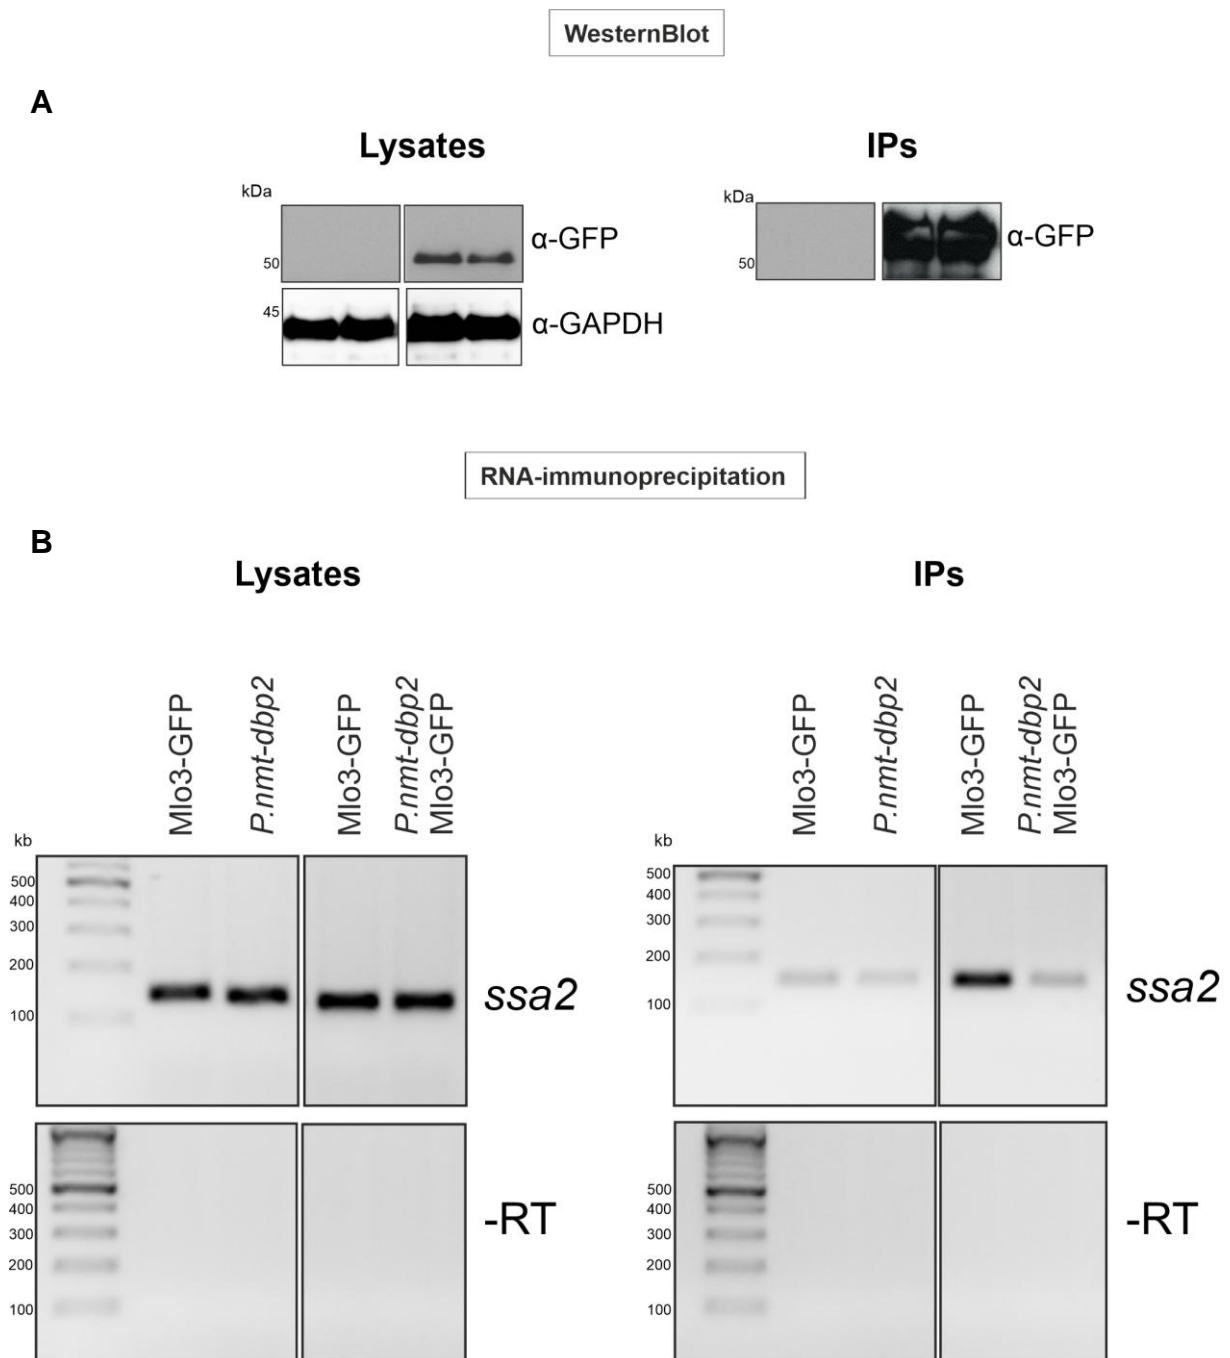 WesternBlot
A
Lysates
IPs
kDa
50
α-GFP
45
α-GAPDH
kDa
50
α-GFP
RNA-immunoprecipitation
B
Lysates
IPs
Mlo3-GFP
P.nmt-dbp2
Mlo3-GFP
P.nmt-dbp2
Mlo3-GFP
kb
500
400
300
200
100
ssa2
500
400
300
200
100
-RT
Mlo3-GFP
P.nmt-dbp2
Mlo3-GFP
P.nmt-dbp2
Mlo3-GFP
kb
500
400
300
200
100
ssa2
500
400
300
200
100
-RT